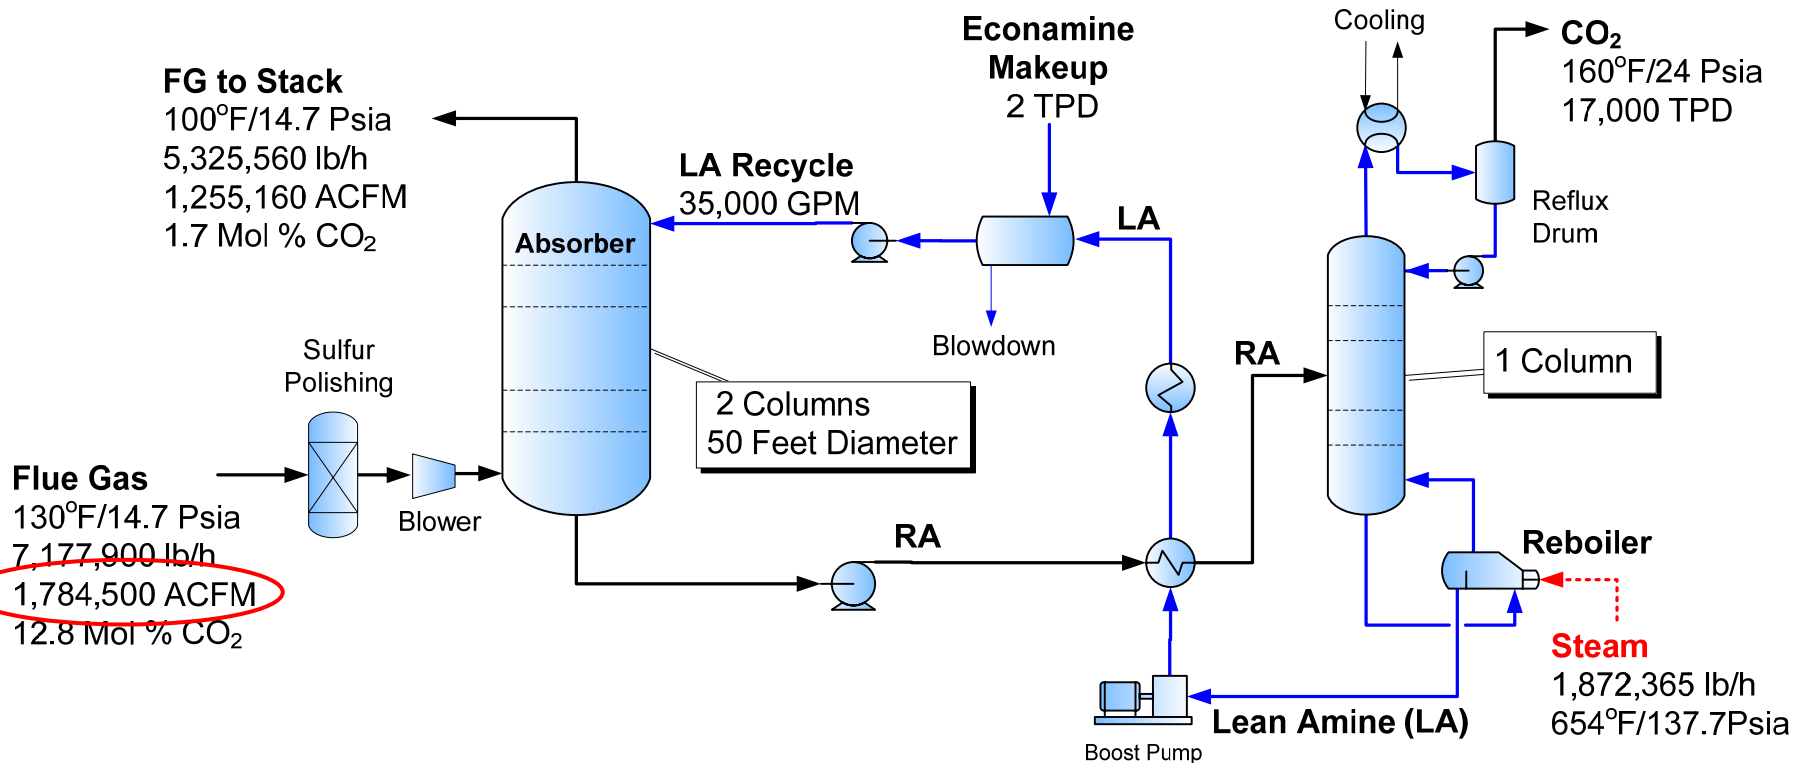 FG to Stack
100°F/14.7 Psia
5,325,560 lb/h
1,255,160 ACFM
1.7 Mol % CO₂
Econamine
Makeup
2 TPD
Cooling
CO₂
160°F/24 Psia
17,000 TPD
LA Recycle
35,000 GPM
LA
Reflux
Drum
Absorber
Blowdown
Sulfur
Polishing
RA
1 Column
2 Columns
50 Feet Diameter
Flue Gas
130°F/14.7 Psia
7,177,900 lb/h
1,784,500 ACFM
12.8 Mol % CO₂
Blower
RA
Reboiler
Steam
1,872,365 lb/h
654°F/137.7Psia
Lean Amine (LA)
Boost Pump